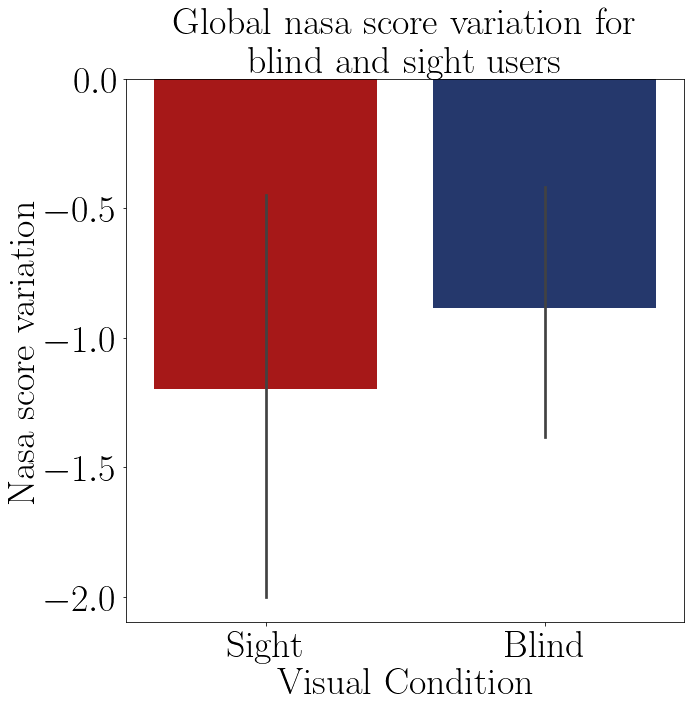 Global nasa score variation for
blind and sight users
Nasa score variation
0.0
−0.5
−1.0
−1.5
−2.0
Sight
Blind
Visual Condition